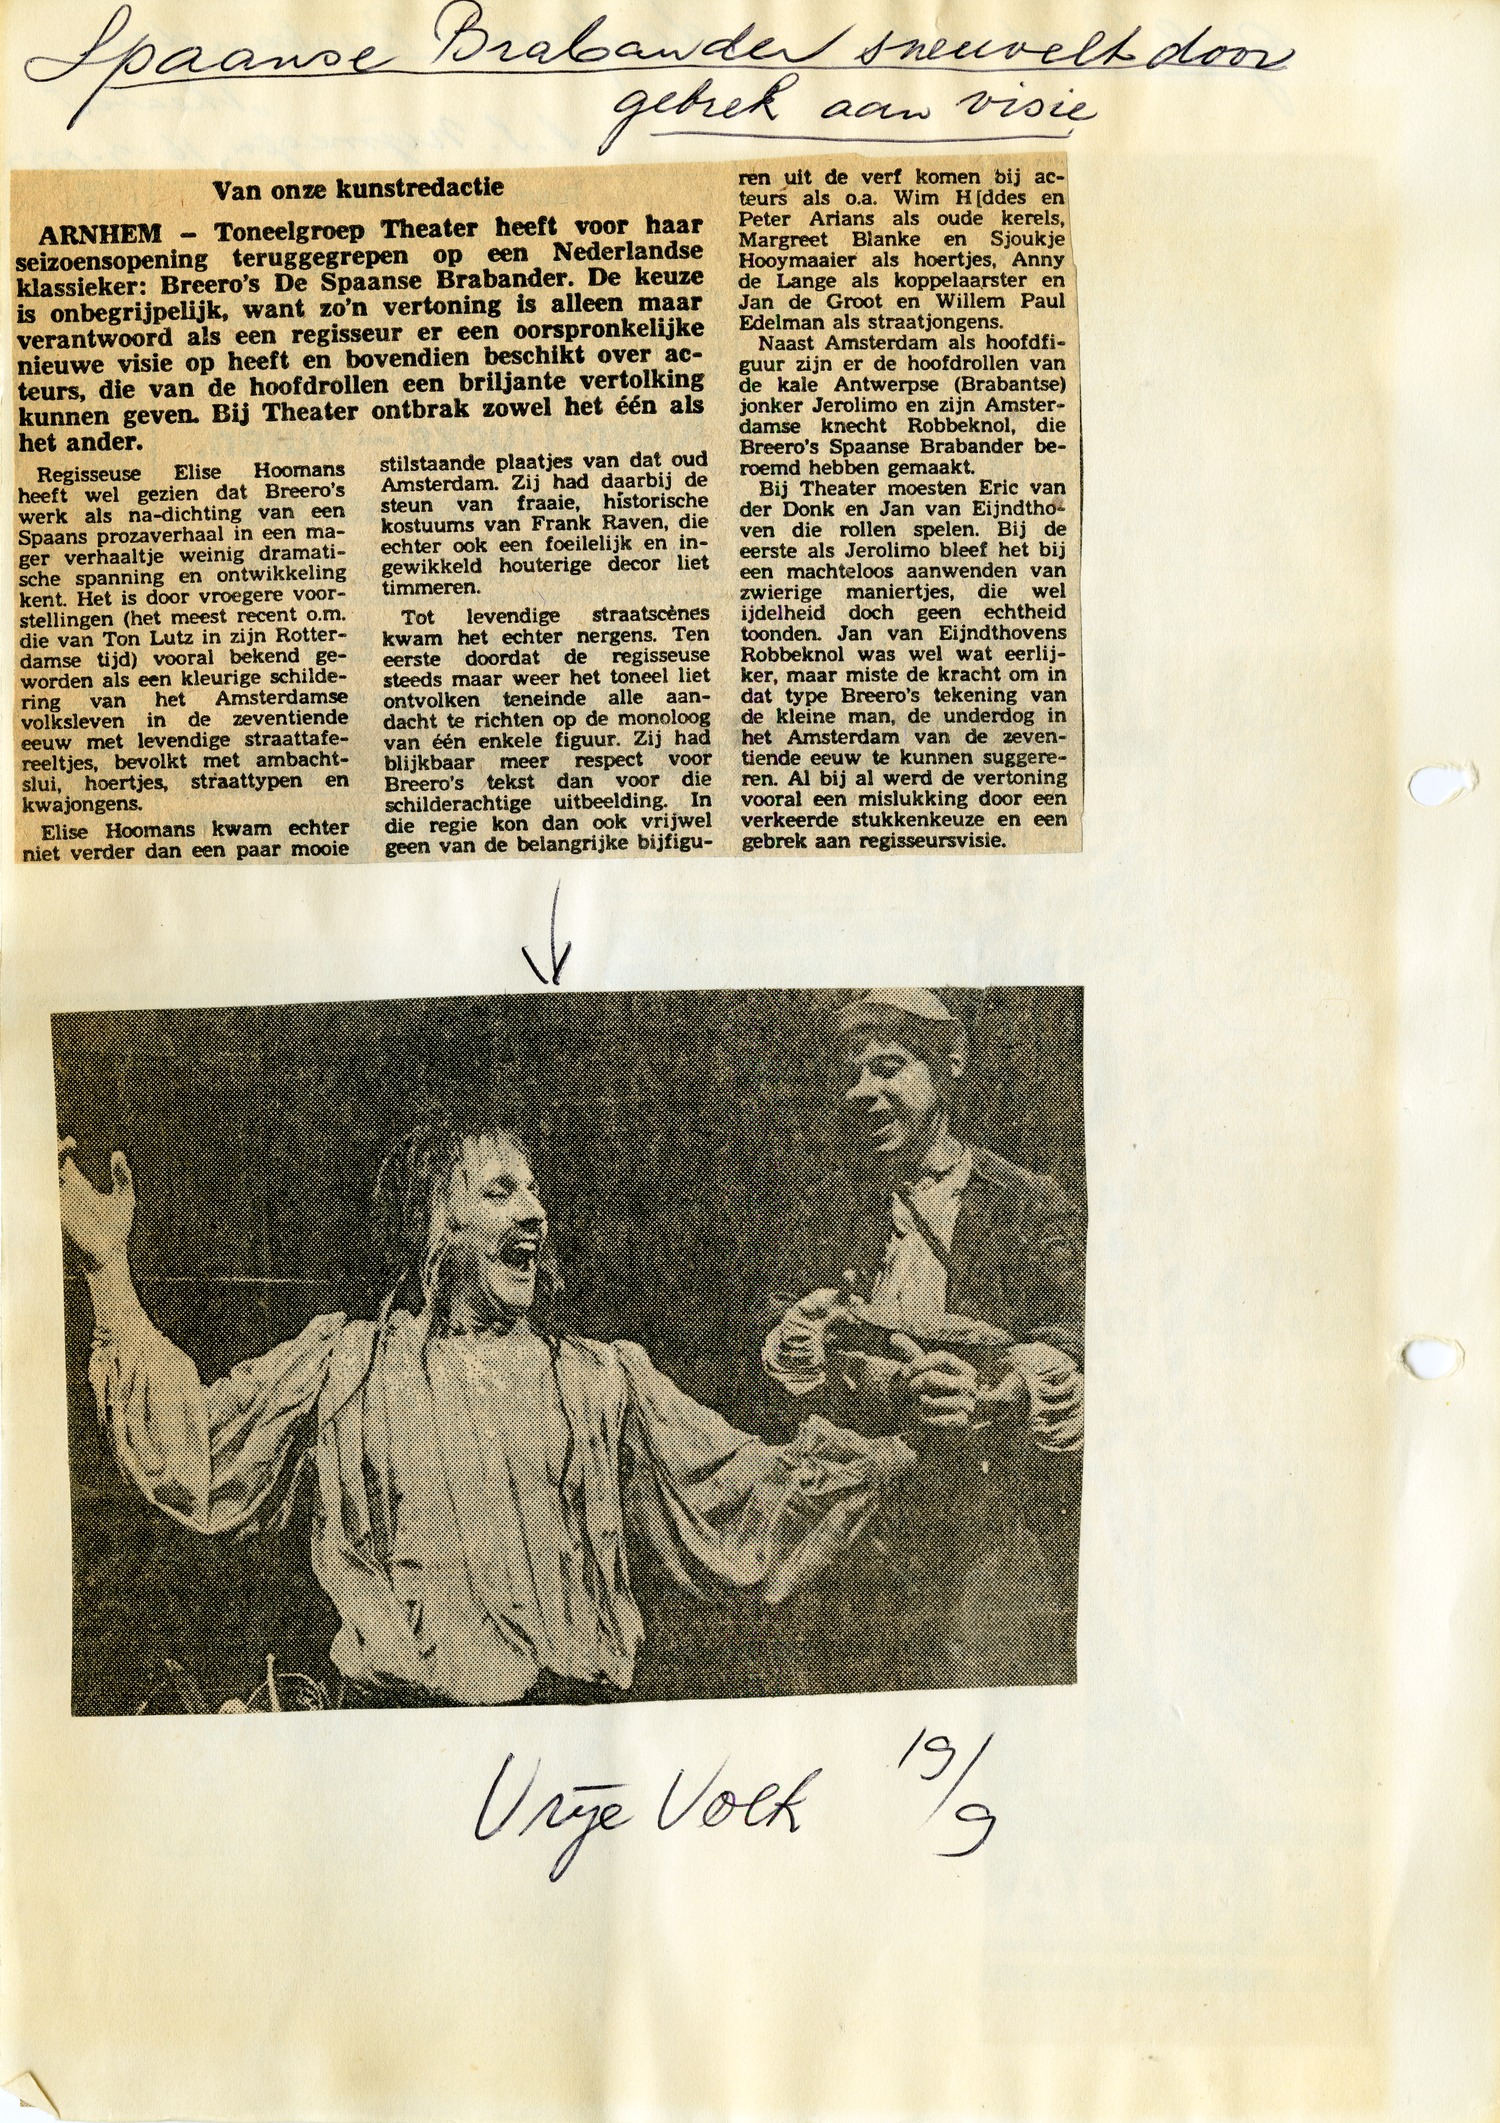 Spaanse Brabander sneuvelt door
gebrek aan visie
Van onze kunstredactie
ARNHEM – Toneelgroep Theater heeft voor haar
seizoensopening teruggegrepen op een Nederlandse
klassieker: Breero's De Spaanse Brabander. De keuze
is onbegrijpelijk, want zo'n vertoning is alleen maar
verantwoord als een regisseur er een oorspronkelijke
nieuwe visie op heeft en bovendien beschikt over ac-
teurs, die van de hoofdrollen een briljante vertolking
kunnen geven. Bij Theater ontbrak zowel het één als
het ander.
Regisseuse Elise Hoomans
heeft wel gezien dat Breero's
werk als na-dichting van een
Spaans prozaverhaal in een ma-
ger verhaaltje weinig dramati-
sche spanning en ontwikkeling
kent. Het is door vroegere voor-
stellingen (het meest recent o.m.
die van Ton Lutz in zijn Rotter-
damse tijd) vooral bekend ge-
worden als een kleurige schilde-
ring van het Amsterdamse
volksleven in de zeventiende
eeuw met levendige straattafe-
reeltjes, bevolkt met ambacht-
slui, hoertjes, straattypen en
kwajongens.
Elise Hoomans kwam echter
niet verder dan een paar mooie
stilstaande plaatjes van dat oud
Amsterdam. Zij had daarbij de
steun van fraaie, historische
kostuums van Frank Raven, die
echter ook een foeilelijk en in-
gewikkeld houterige decor liet
timmeren.
Tot levendige straatscènes
kwam het echter nergens. Ten
eerste doordat de regisseuse
steeds maar weer het toneel liet
ontvolken teneinde alle aan-
dacht te richten op de monoloog
van één enkele figuur. Zij had
blijkbaar meer respect voor
Breero's tekst dan voor die
schilderachtige uitbeelding. In
die regie kon dan ook vrijwel
geen van de belangrijke bijfigu-
ren uit de verf komen bij ac-
teurs als o.a. Wim H[ddes en
Peter Arians als oude kerels,
Margreet Blanke en Sjoukje
Hooymaaier als hoertjes, Anny
de Lange als koppelaarster en
Jan de Groot en Willem Paul
Edelman als straatjongens.
Naast Amsterdam als hoofdfi-
guur zijn er de hoofdrollen van
de kale Antwerpse (Brabantse)
jonker Jerolimo en zijn Amster-
damse knecht Robbeknol, die
Breero's Spaanse Brabander be-
roemd hebben gemaakt.
Bij Theater moesten Eric van
der Donk en Jan van Eijndtho-
ven die rollen spelen. Bij de
eerste als Jerolimo bleef het bij
een machteloos aanwenden van
zwierige maniertjes, die wel
ijdelheid doch geen echtheid
toonden. Jan van Eijndthovens
Robbeknol was wel wat eerlij-
ker, maar miste de kracht om in
dat type Breero's tekening van
de kleine man, de underdog in
het Amsterdam van de zeven-
tiende eeuw te kunnen suggere-
ren. Al bij al werd de vertoning
vooral een mislukking door een
verkeerde stukkenkeuze en een
gebrek aan regisseursvisie.
Vrije Volk 19/9